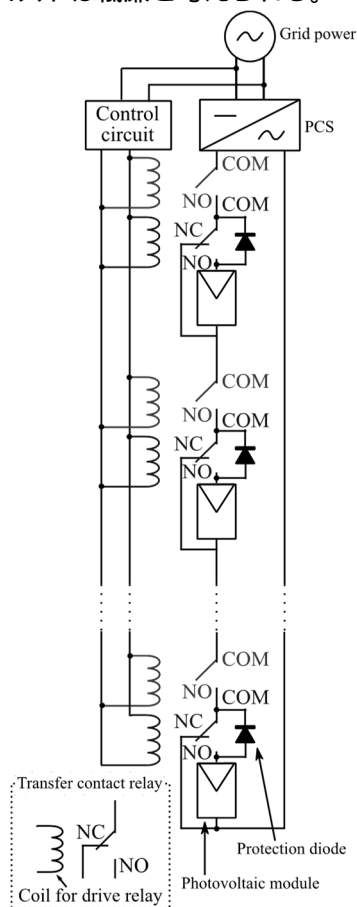 Grid power
Control
circuit
PCS
COM
NO
COM
NC
NO
COM
NO
COM
NC
NO
COM
NO
COM
NC
NO
Transfer contact relay
NC
NO
Coil for drive relay
Protection diode
Photovoltaic module